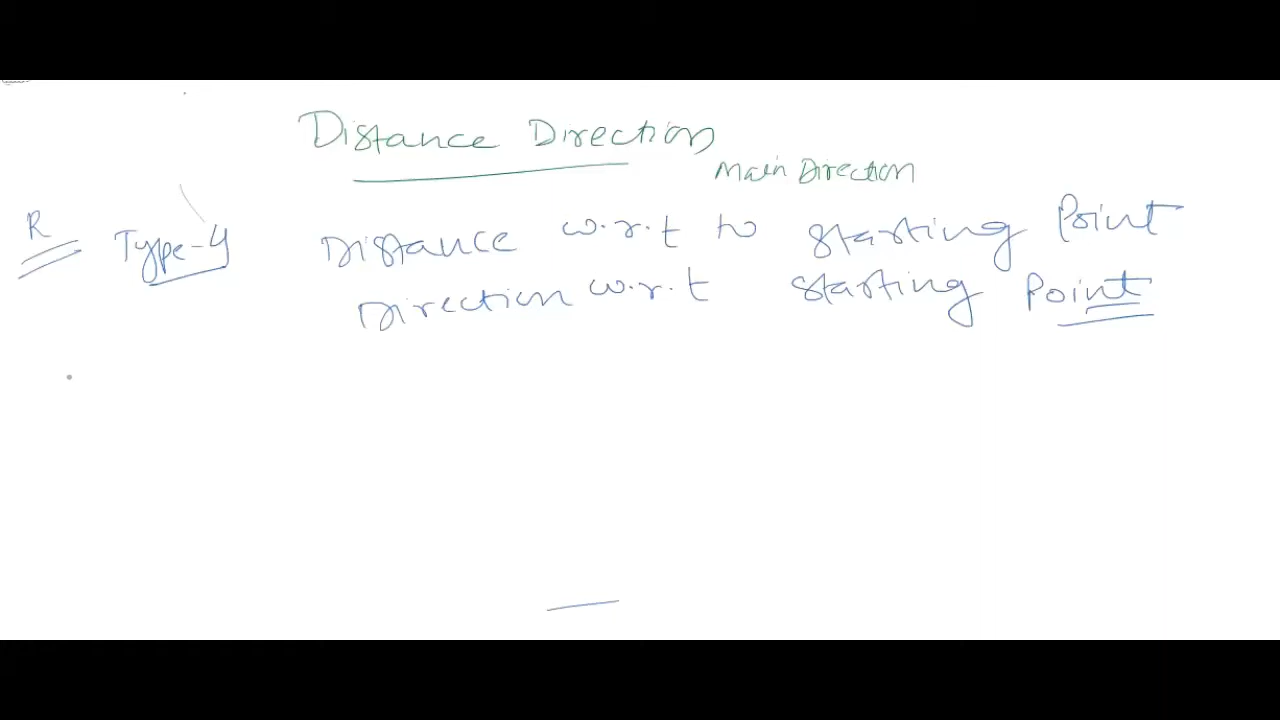 Distance Direction
Main Direction
R Type-4 Distance w.r.t to starting Point
Direction w.r.t starting Point